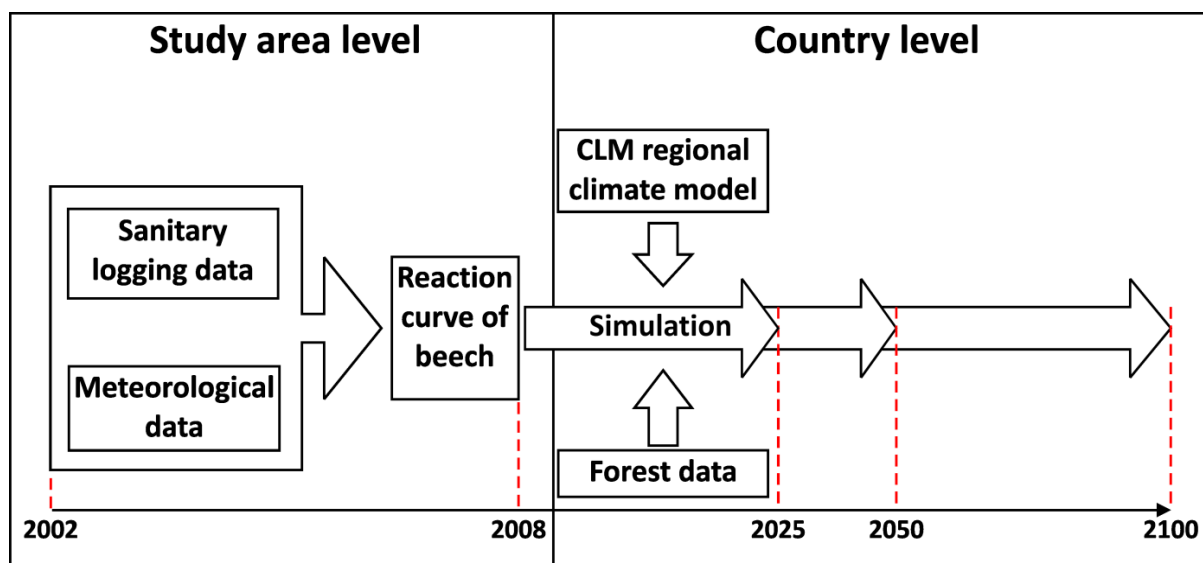 Study area level
Country level
Sanitary
logging data
Meteorological
data
Reaction
curve of
beech
CLM regional
climate model
Simulation
Forest data
2002
2008
2025
2050
2100